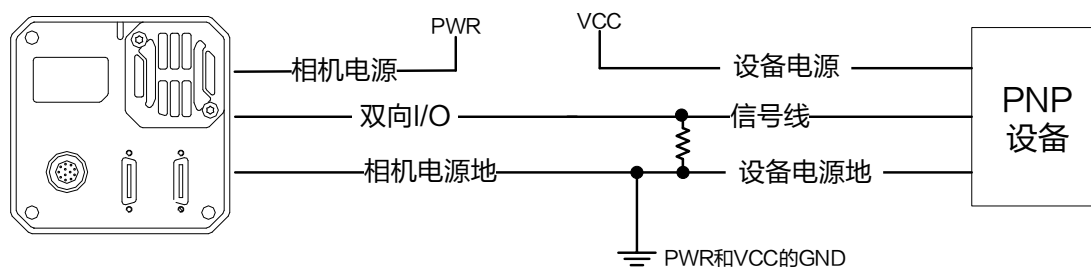 PWR
VCC
相机电源
设备电源
双向I/O
信号线
PNP
设备
相机电源地
设备电源地
PWR和VCC的GND